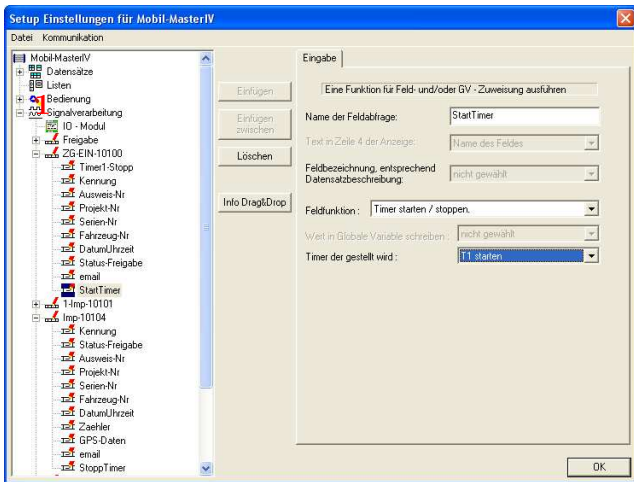 Setup Einstellungen für Mobil-MasterIV
Datei Kommunikation
Mobil-MasterIV
Datensätze
Listen
Bedienung
Signalverarbeitung
IO - Modul
Freigabe
ZG-EIN-10100
Timer1-Stopp
Kennung
Ausweis-Nr
Projekt-Nr
Serien-Nr
Fahrzeug-Nr
DatumUhrzeit
Status-Freigabe
email
StartTimer
1-Imp-10101
Imp-10104
Kennung
Status-Freigabe
Ausweis-Nr
Projekt-Nr
Serien-Nr
Fahrzeug-Nr
DatumUhrzeit
Zaehler
GPS-Daten
email
StoppTimer
Einfügen
Einfügen
zwischen
Löschen
Info Drag&Drop
Eingabe
Eine Funktion für Feld- und/oder GV - Zuweisung ausführen
Name der Feldabfrage: StartTimer
Text in Zeile 4 der Anzeige: Name des Feldes
Feldbezeichnung, entsprechend
Datensatzbeschreibung: nicht gewählt
Feldfunktion : Timer starten / stoppen.
Wert in Globale Variable schreiben : nicht gewählt
Timer der gestellt wird : T1 starten
OK